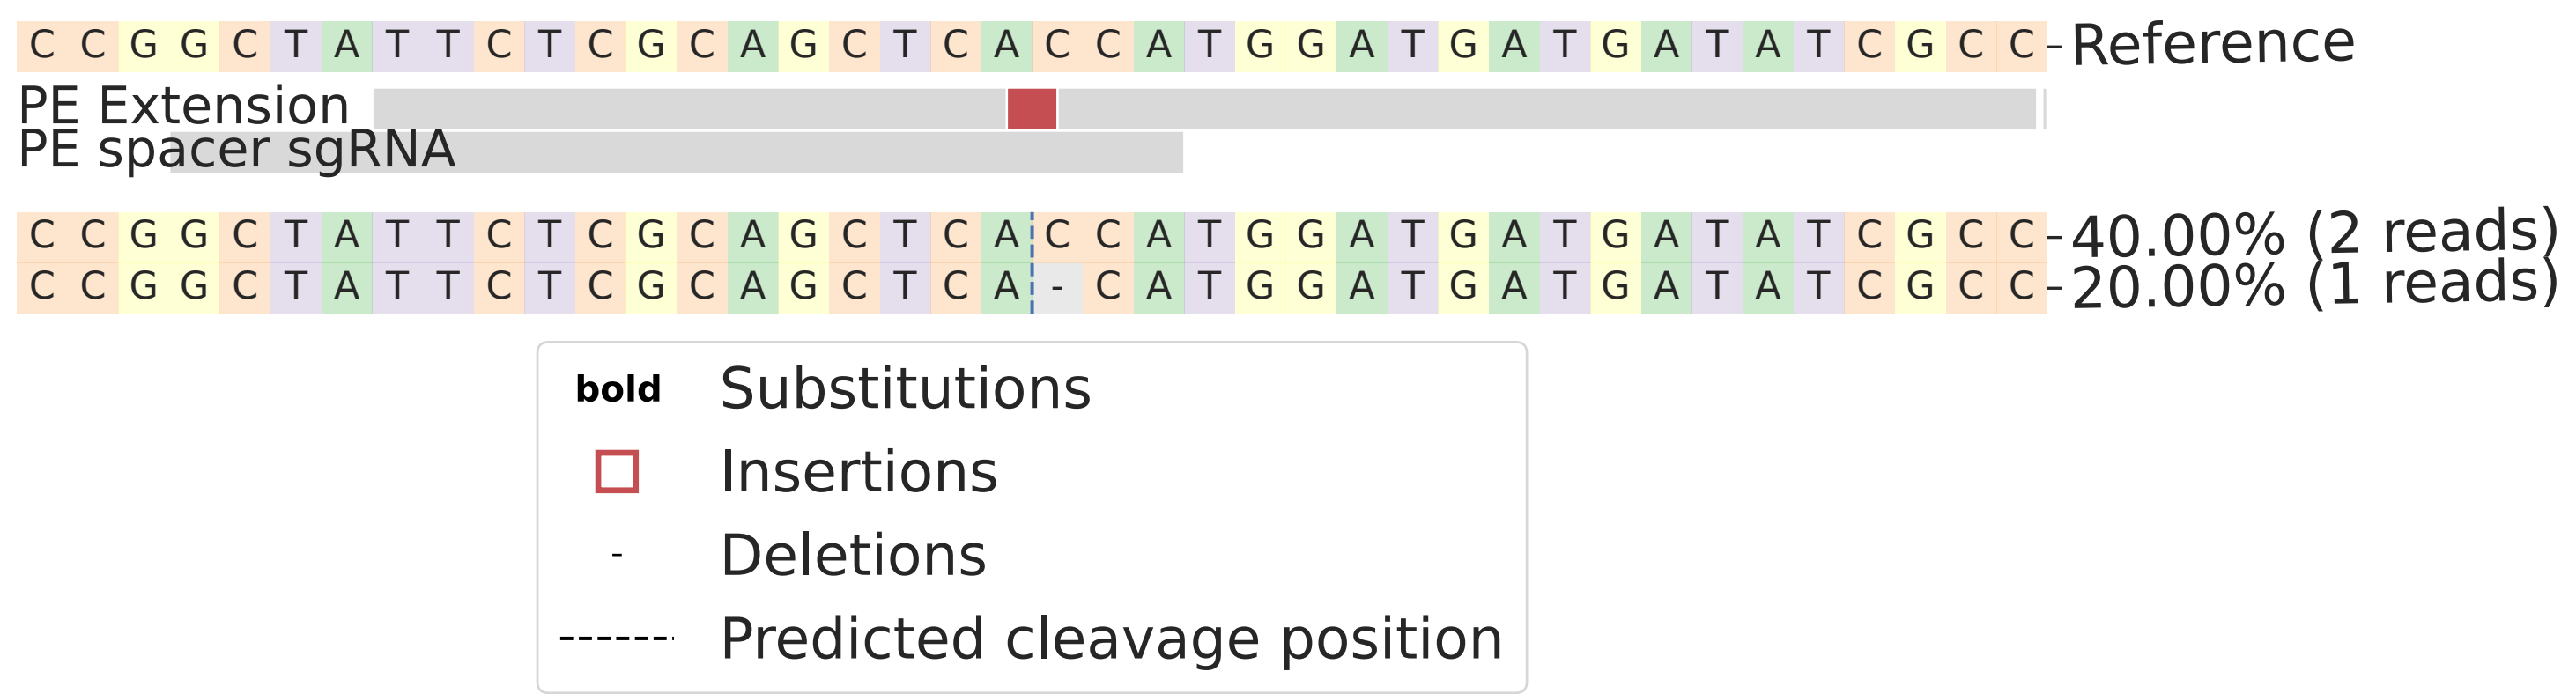 C C G G C T A T T C T C G C A G C T C A C C A T G G A T G A T G A T A T C G C C Reference
PE Extension
PE spacer sgRNA
C C G G C T A T T C T C G C A G C T C A C C A T G G A T G A T G A T A T C G C C 40.00% (2 reads)
C C G G C T A T T C T C G C A G C T C A - C A T G G A T G A T G A T A T C G C C 20.00% (1 reads)
bold Substitutions
Insertions
- Deletions
Predicted cleavage position